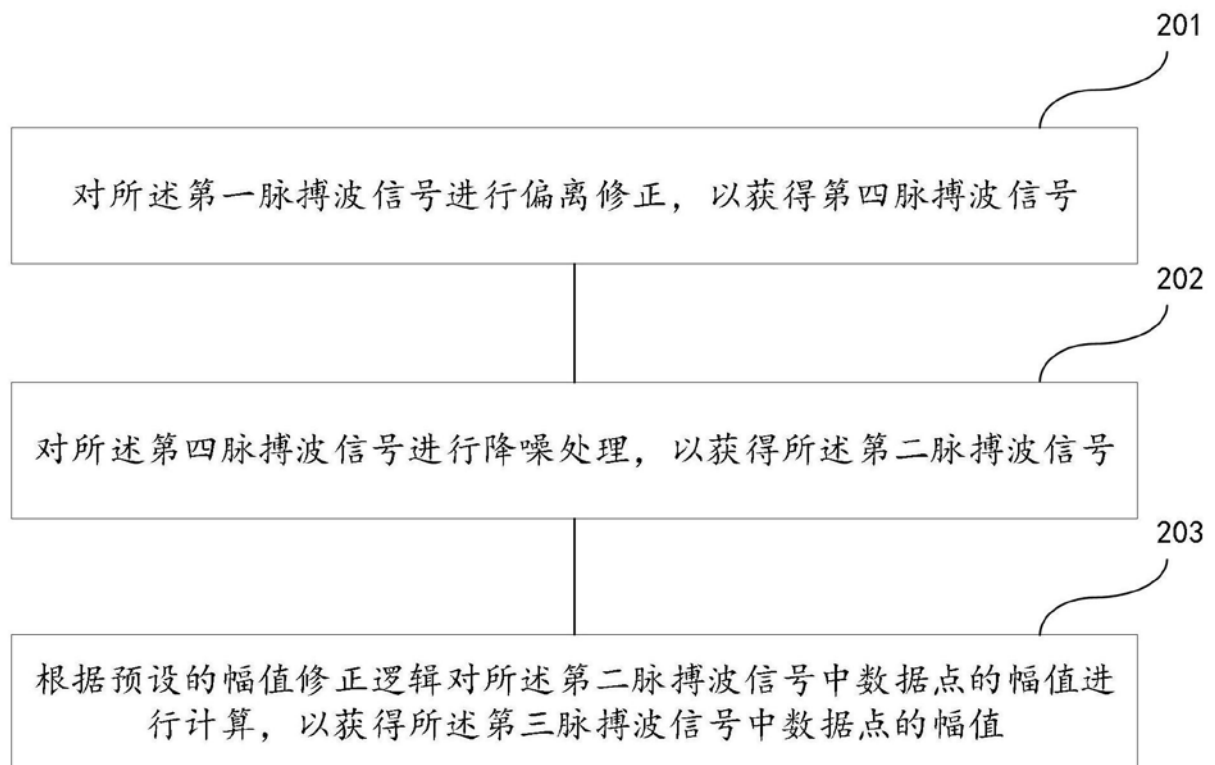 201
对所述第一脉搏波信号进行偏离修正，以获得第四脉搏波信号
202
对所述第四脉搏波信号进行降噪处理，以获得所述第二脉搏波信号
203
根据预设的幅值修正逻辑对所述第二脉搏波信号中数据点的幅值进
行计算，以获得所述第三脉搏波信号中数据点的幅值